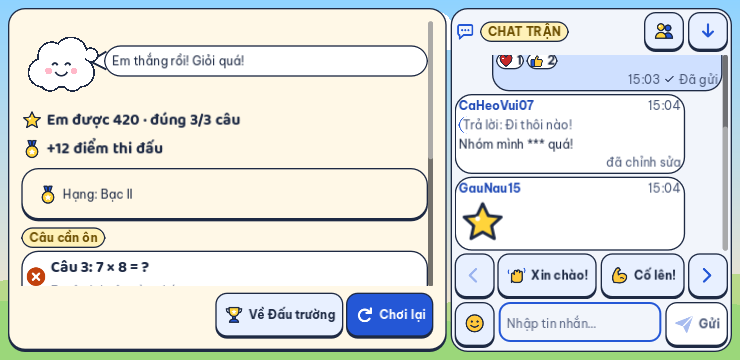 Em thắng rồi! Giỏi quá!
Em được 420 · đúng 3/3 câu
+12 điểm thi đấu
Hạng: Bạc II
Câu cần ôn
Câu 3: 7 × 8 = ?
Về Đấu trường
Chơi lại
CHAT TRẬN
1 2
15:03 ✓ Đã gửi
CaHeoVui07 15:04
Trả lời: Đi thôi nào!
Nhóm mình *** quá!
đã chỉnh sửa
GauNau15 15:04
Xin chào!
Cố lên!
Nhập tin nhắn...
Gửi